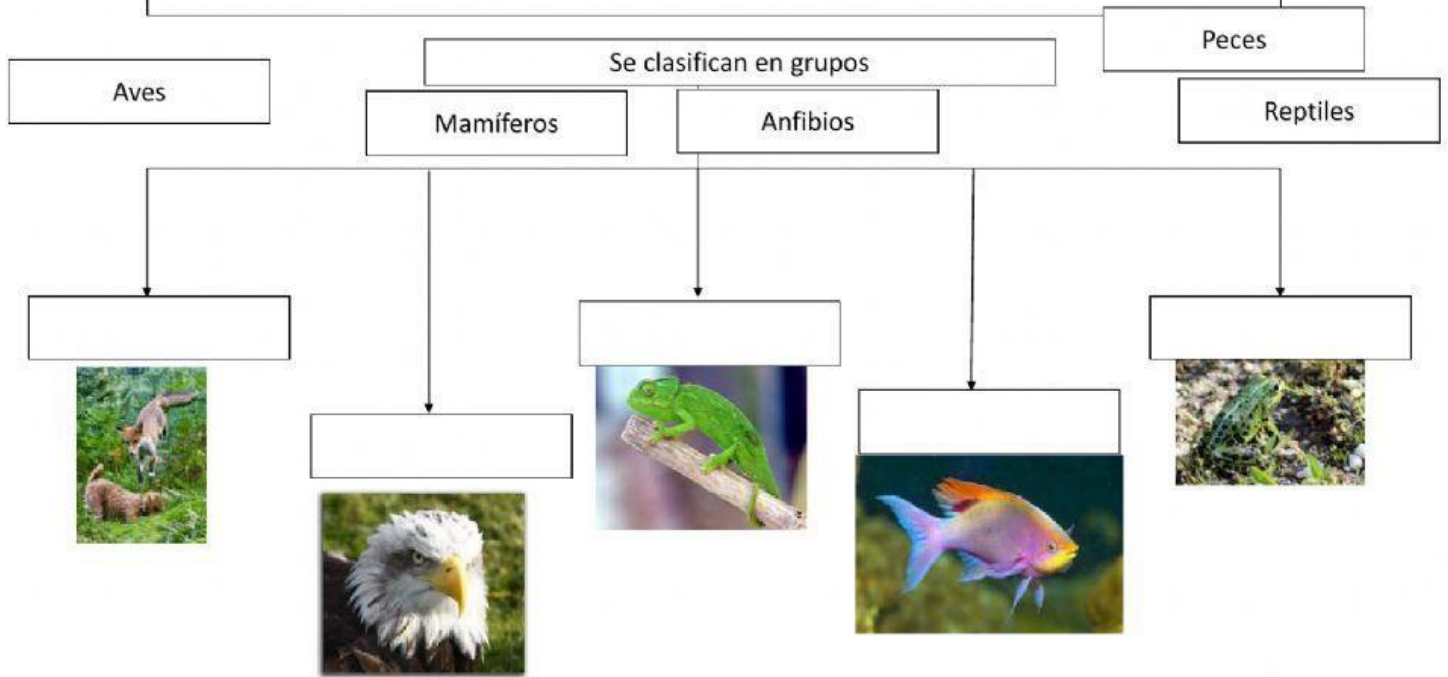 Peces
Se clasifican en grupos
Aves
Mamíferos
Anfibios
Reptiles